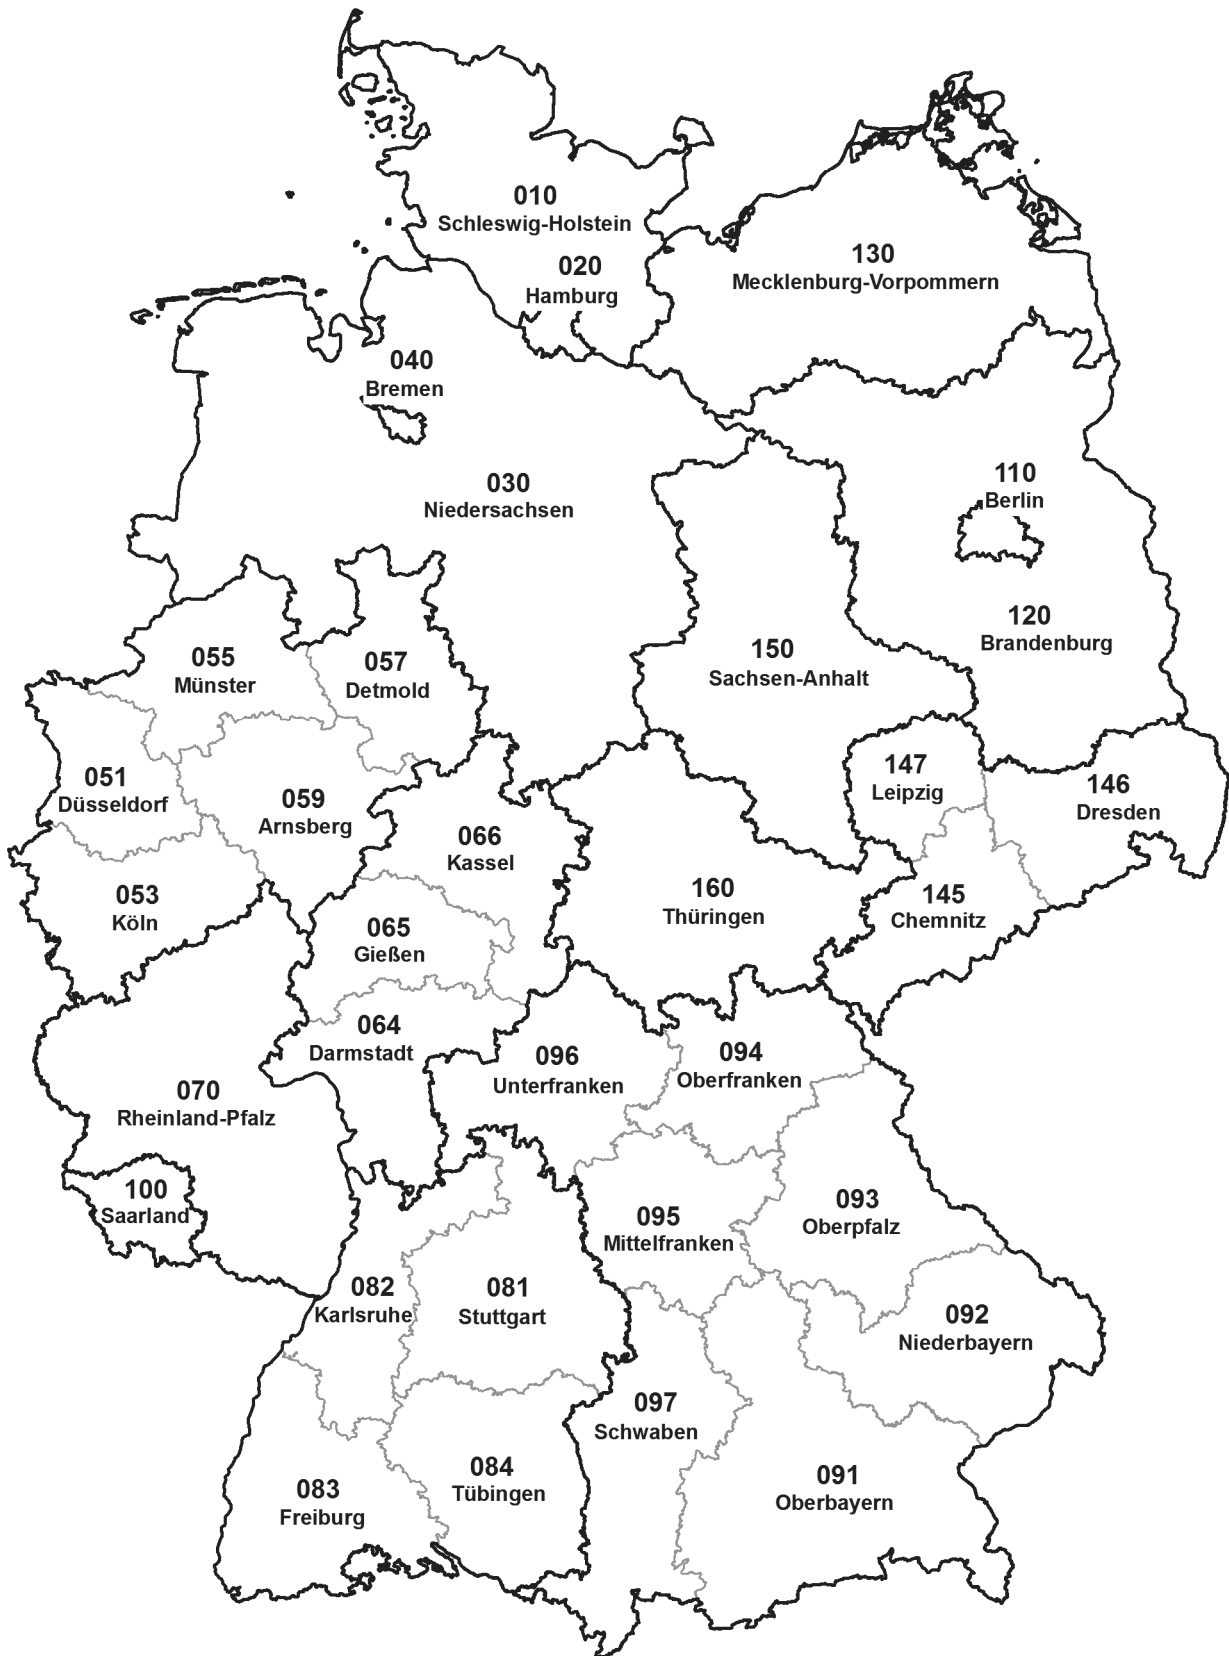 010
Schleswig-Holstein
020
Hamburg
130
Mecklenburg-Vorpommern
040
Bremen
030
Niedersachsen
110
Berlin
120
Brandenburg
150
Sachsen-Anhalt
055
Münster
057
Detmold
051
Düsseldorf
059
Arnsberg
147
Leipzig
146
Dresden
066
Kassel
053
Köln
160
Thüringen
145
Chemnitz
065
Gießen
064
Darmstadt
096
Unterfranken
094
Oberfranken
070
Rheinland-Pfalz
100
Saarland
095
Mittelfranken
093
Oberpfalz
082
Karlsruhe
081
Stuttgart
092
Niederbayern
097
Schwaben
084
Tübingen
091
Oberbayern
083
Freiburg